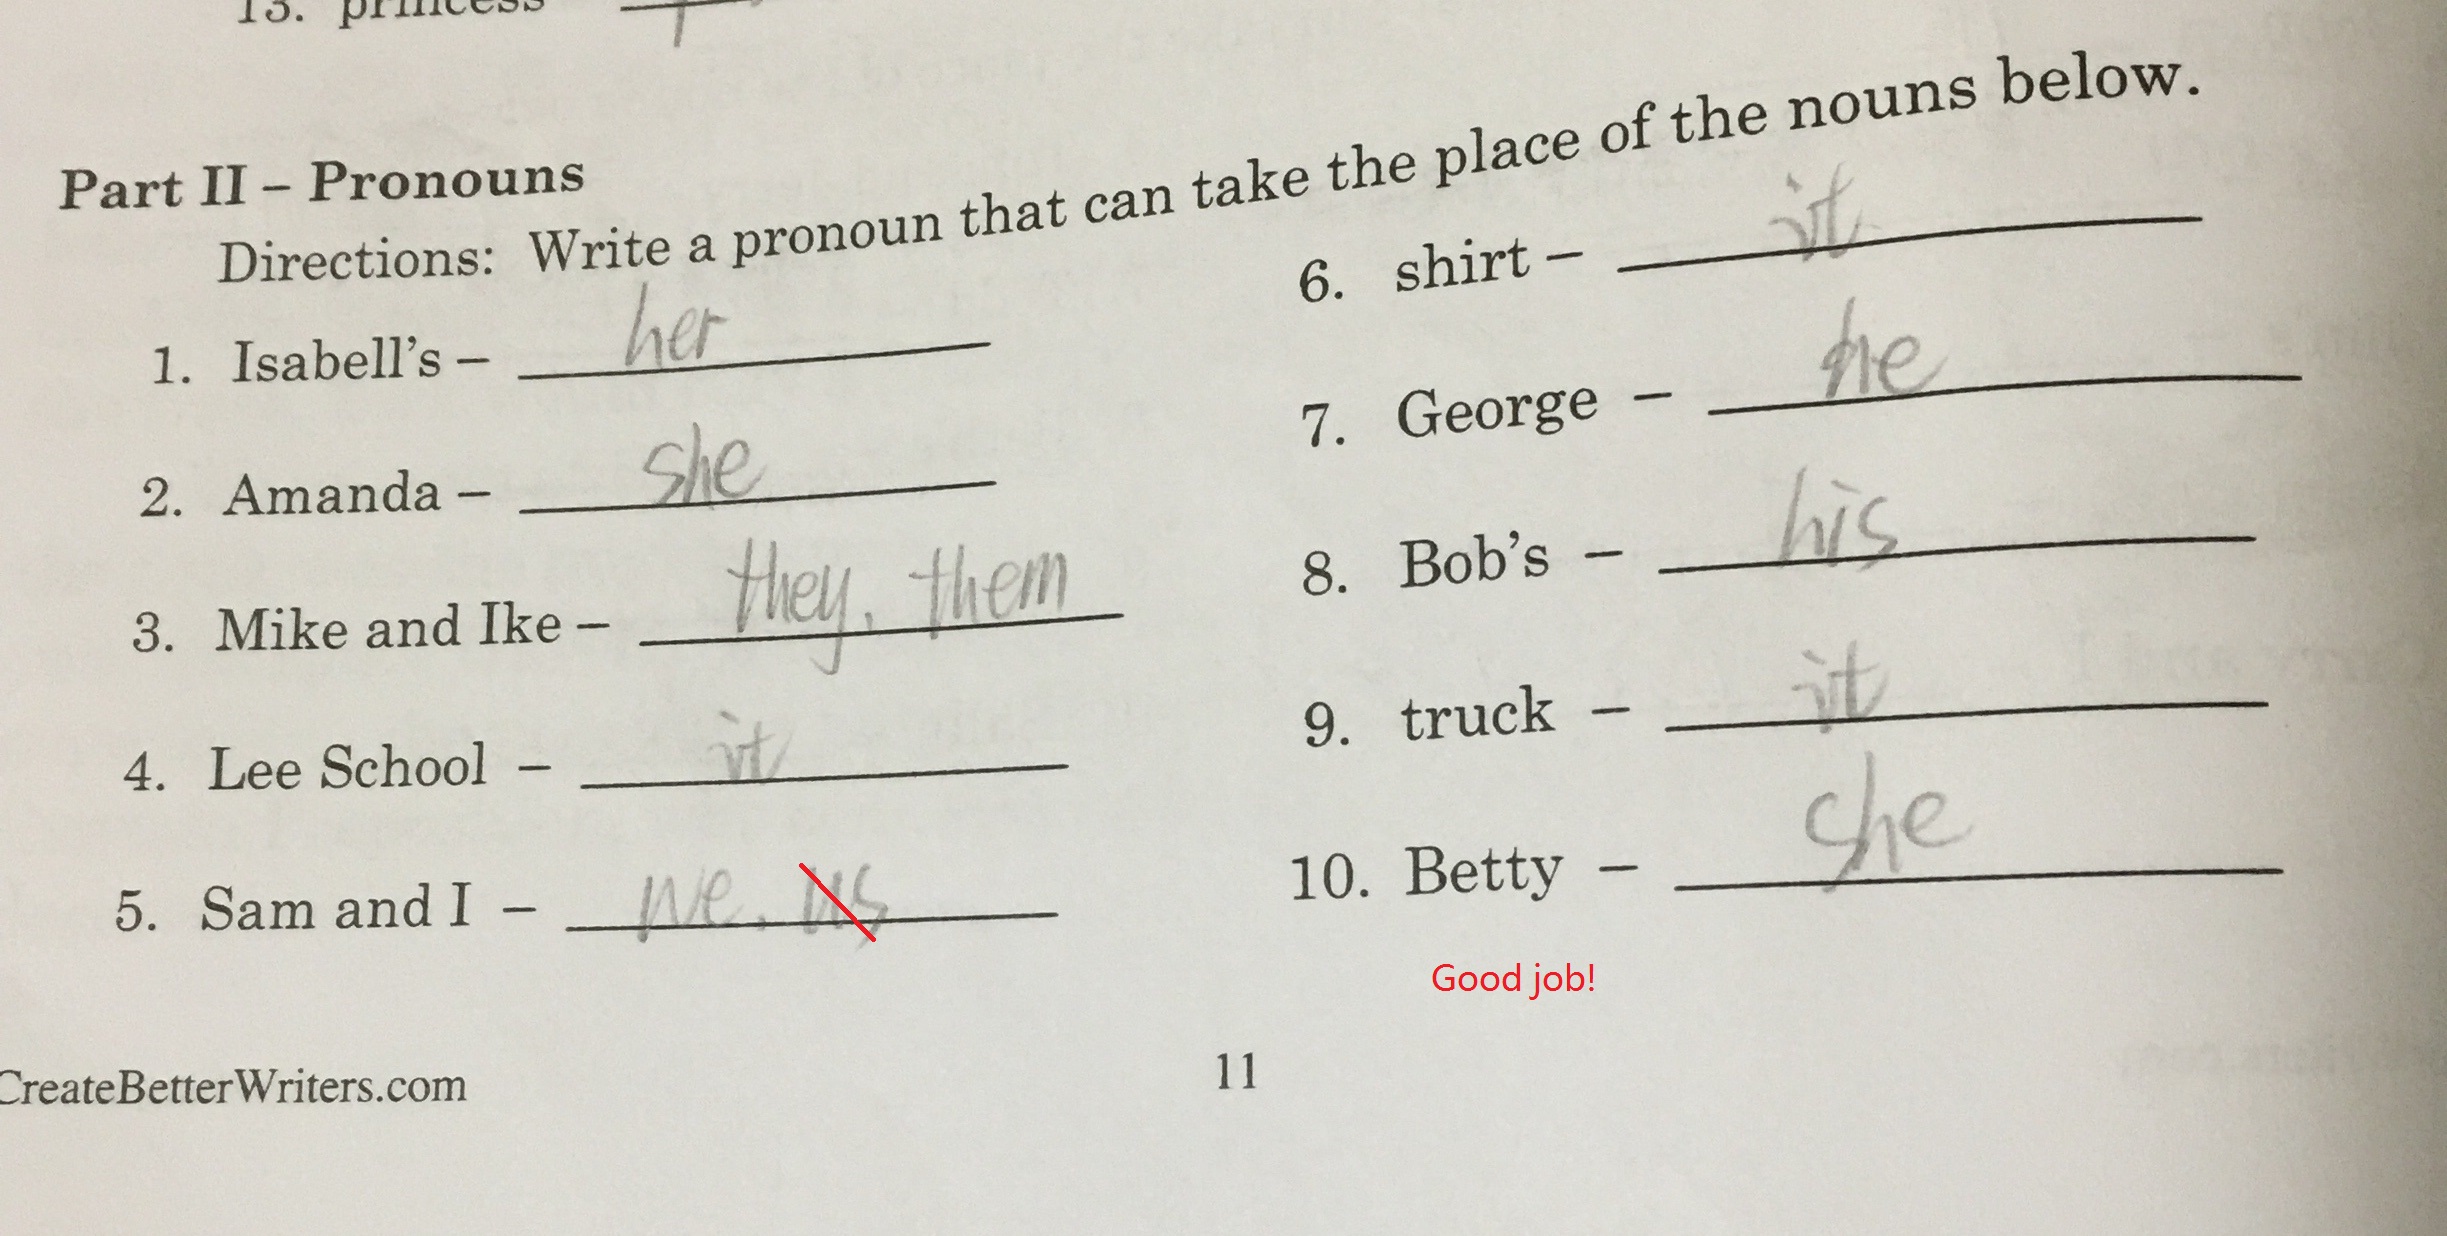 13. princess
Part II – Pronouns
Directions: Write a pronoun that can take the place of the nouns below.
1. Isabell's – her
2. Amanda – she
3. Mike and Ike – they, them
4. Lee School – it
5. Sam and I – we, us
6. shirt – it
7. George – he
8. Bob's – his
9. truck – it
10. Betty – she
Good job!
CreateBetterWriters.com
11